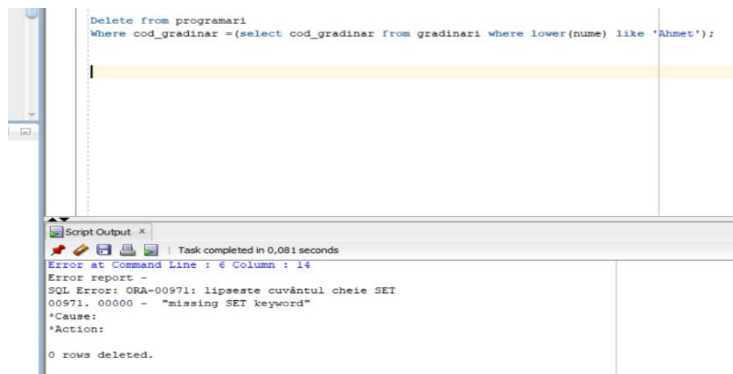 Delete from programari
Where cod_gradinar =(select cod_gradinar from gradinari where lower(nume) like 'Ahmet');
Script Output ×
Task completed in 0,081 seconds
Error at Command Line : 6 Column : 14
Error report -
SQL Error: ORA-00971: lipseste cuvântul cheie SET
00971. 00000 - "missing SET keyword"
*Cause:
*Action:
0 rows deleted.